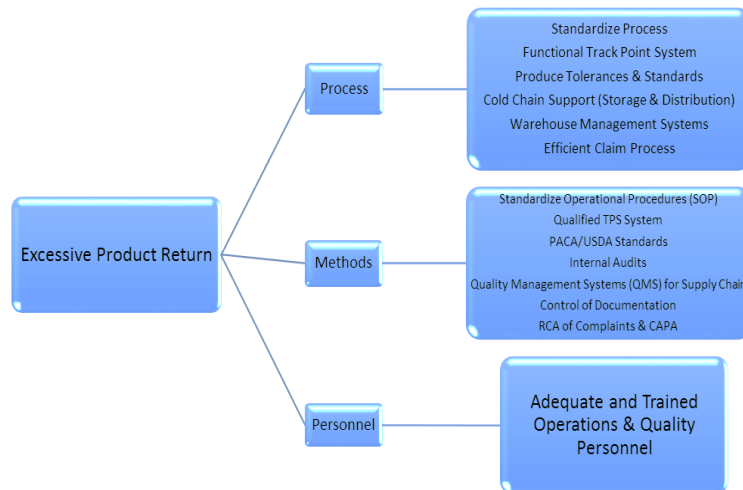 Excessive Product Return
Process
Standardize Process
Functional Track Point System
Produce Tolerances & Standards
Cold Chain Support (Storage & Distribution)
Warehouse Management Systems
Efficient Claim Process
Methods
Standardize Operational Procedures (SOP)
Qualified TPS System
PACA/USDA Standards
Internal Audits
Quality Management Systems (QMS) for Supply Chain
Control of Documentation
RCA of Complaints & CAPA
Personnel
Adequate and Trained
Operations & Quality
Personnel